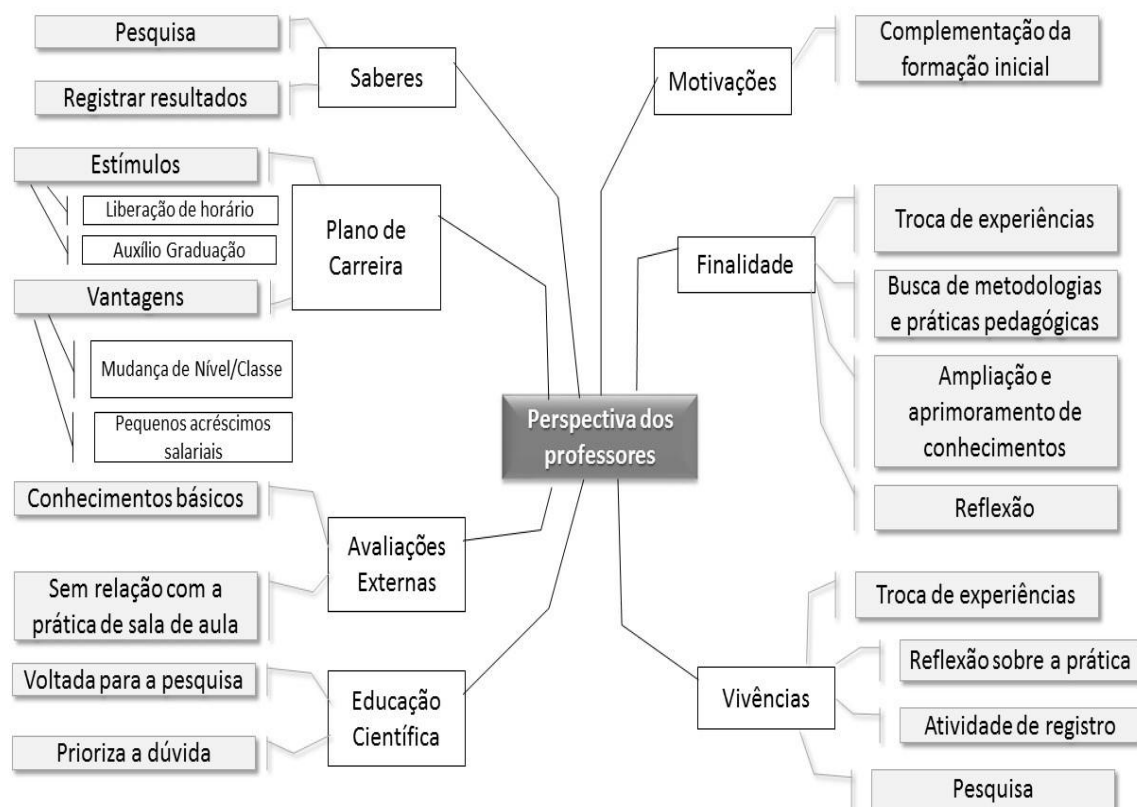 Pesquisa
Registrar resultados
Saberes
Estímulos
Liberação de horário
Auxílio Graduação
Vantagens
Mudança de Nível/Classe
Pequenos acréscimos
salariais
Plano de
Carreira
Conhecimentos básicos
Sem relação com a
prática de sala de aula
Avaliações
Externas
Voltada para a pesquisa
Prioriza a dúvida
Educação
Científica
Perspectiva dos
professores
Motivações
Complementação da
formação inicial
Finalidade
Troca de experiências
Busca de metodologias
e práticas pedagógicas
Ampliação e
aprimoramento de
conhecimentos
Reflexão
Vivências
Troca de experiências
Reflexão sobre a prática
Atividade de registro
Pesquisa